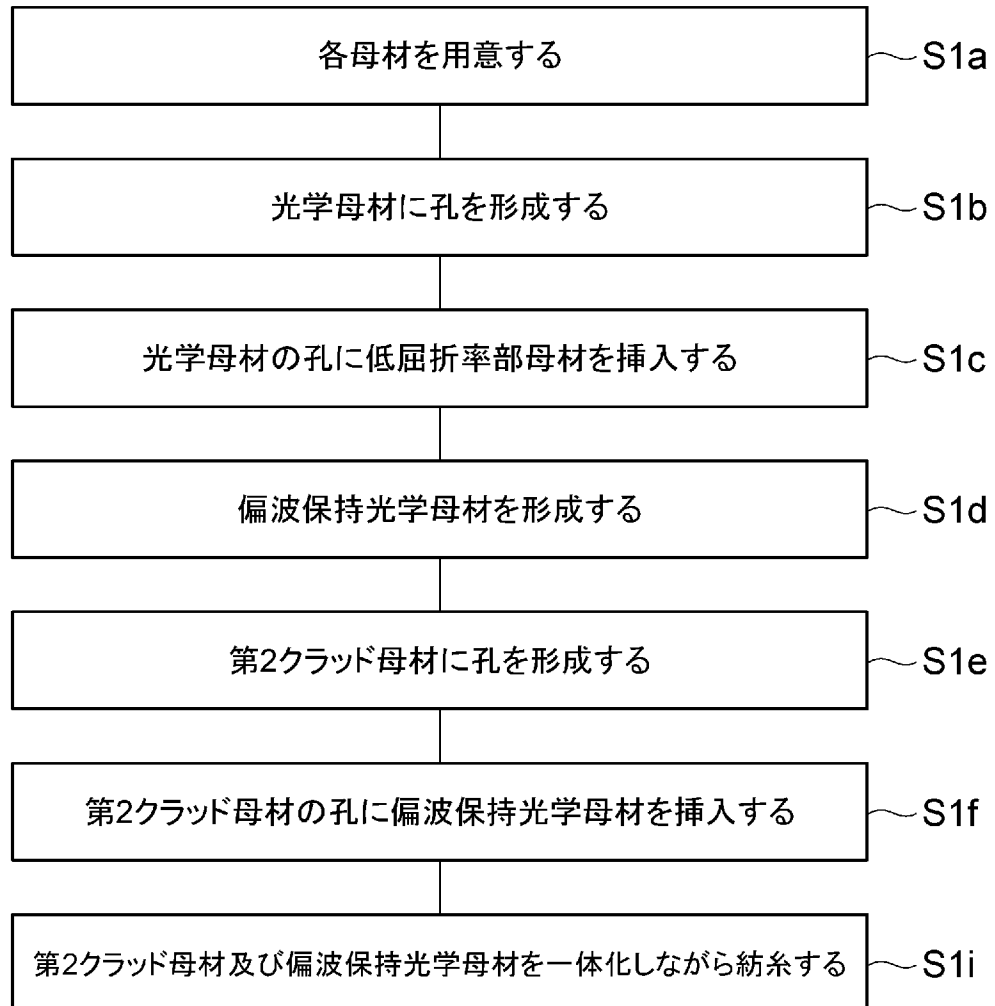 各母材を用意する S1a
光学母材に孔を形成する S1b
光学母材の孔に低屈折率部母材を挿入する S1c
偏波保持光学母材を形成する S1d
第2クラッド母材に孔を形成する S1e
第2クラッド母材の孔に偏波保持光学母材を挿入する S1f
第2クラッド母材及び偏波保持光学母材を一体化しながら紡糸する S1i